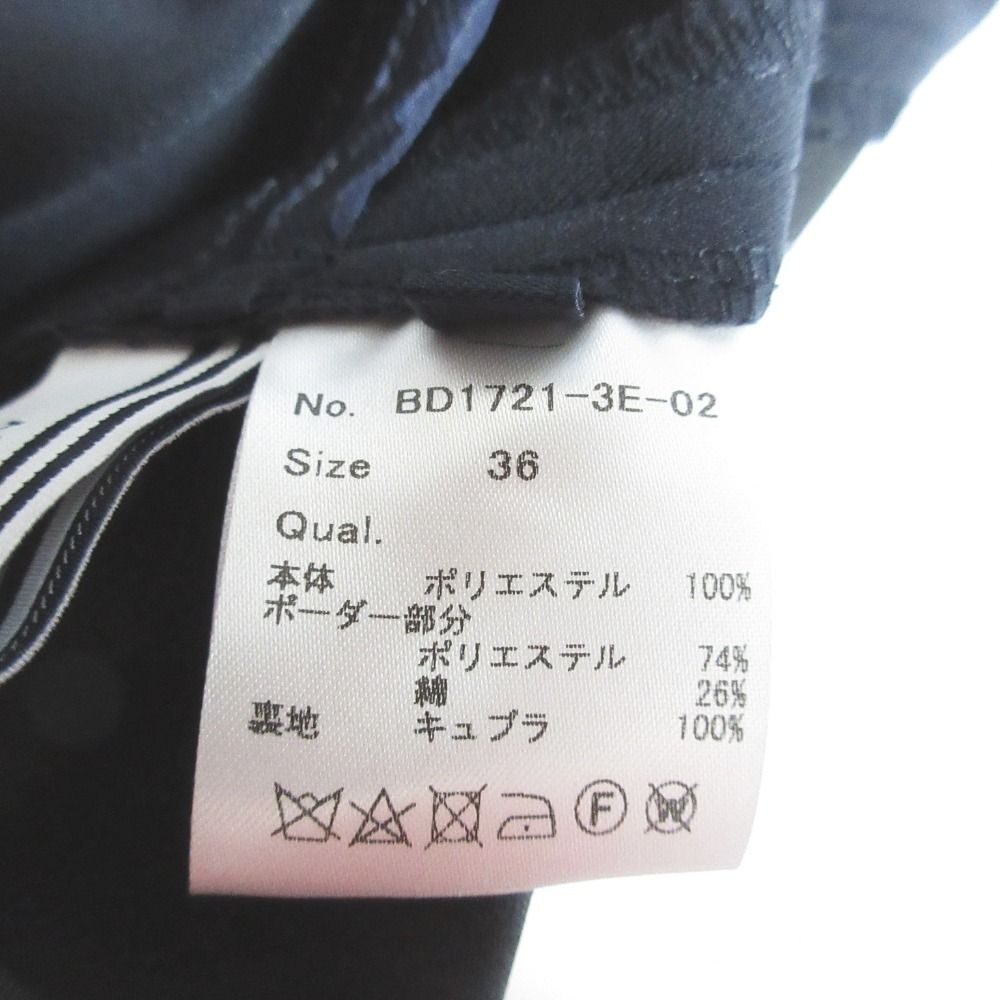 No. BD1721-3E-02
Size 36
Qual.
本体 ポリエステル 100%
ボーダー部分
ポリエステル 74%
綿 26%
裏地 キュプラ 100%
F W